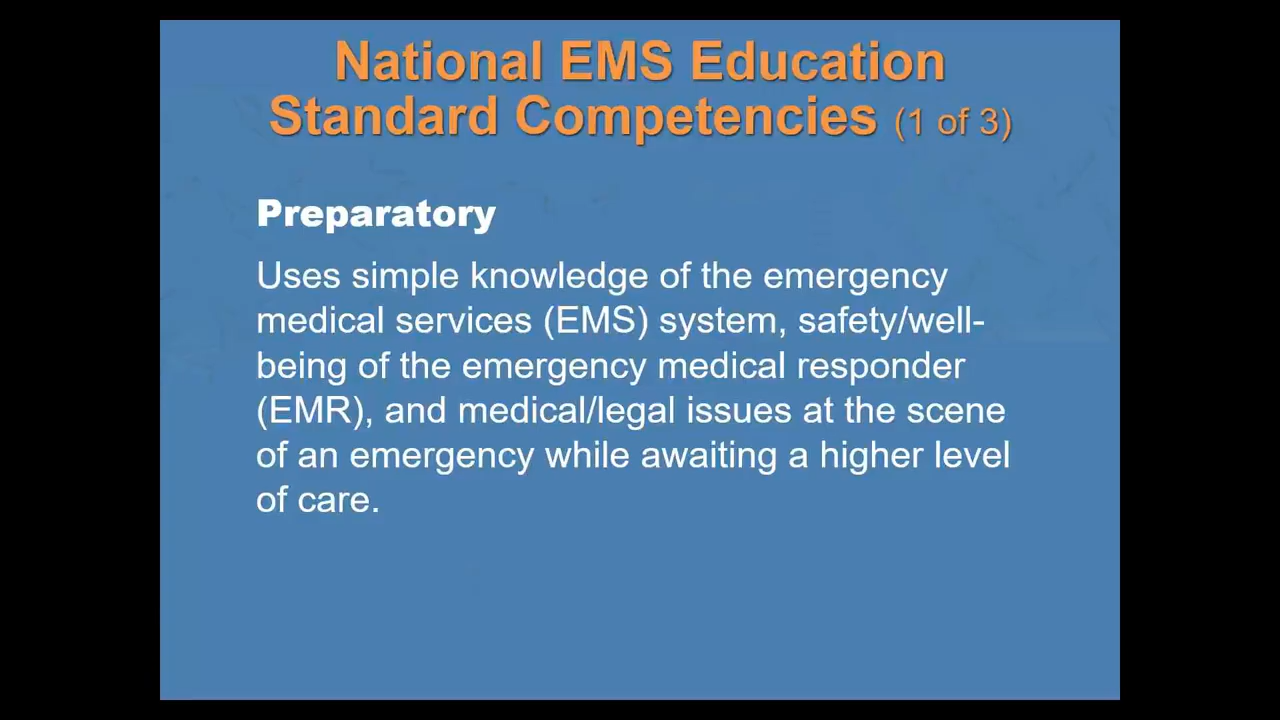 National EMS Education
Standard Competencies (1 of 3)
Preparatory
Uses simple knowledge of the emergency
medical services (EMS) system, safety/well-
being of the emergency medical responder
(EMR), and medical/legal issues at the scene
of an emergency while awaiting a higher level
of care.